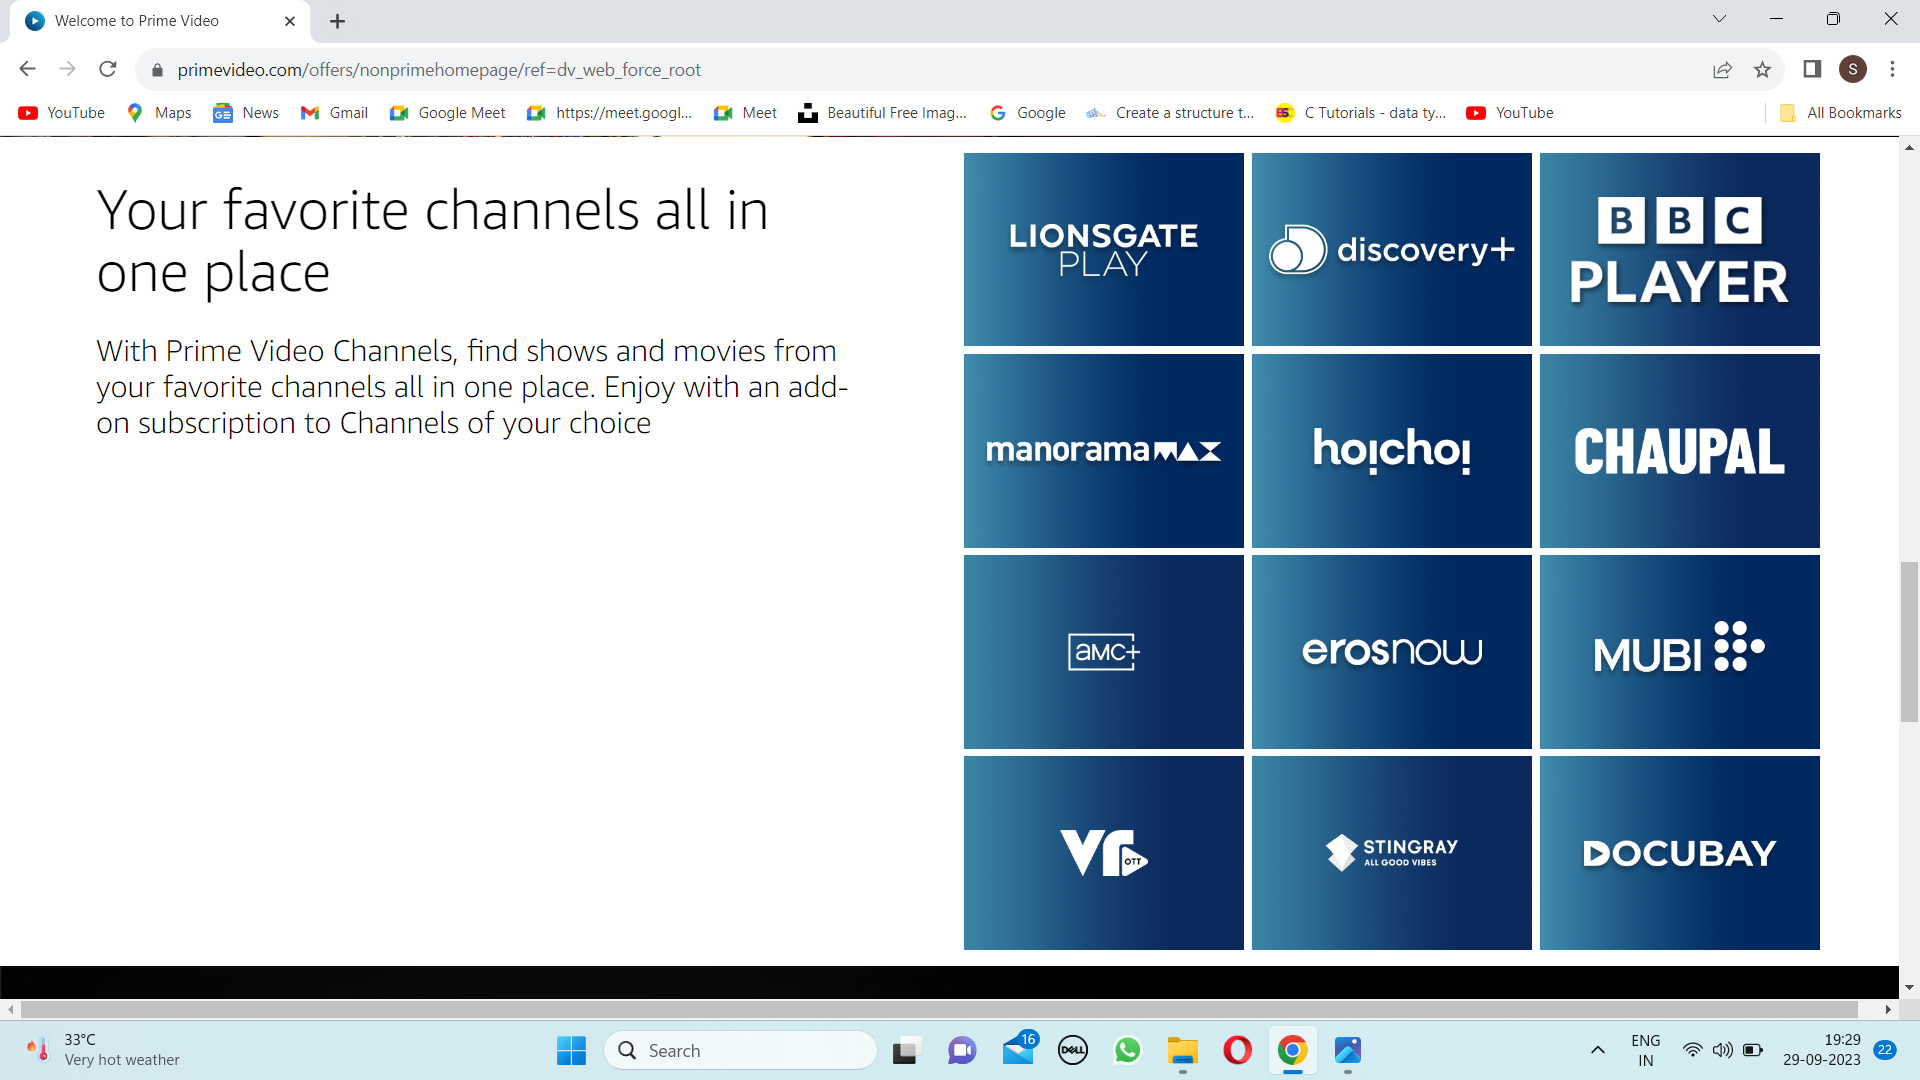 Welcome to Prime Video
primevideo.com/offers/nonprimehomepage/ref=dv_web_force_root
S
YouTube Maps News Gmail Google Meet https://meet.googl... Meet Beautiful Free Imag... Google Create a structure t... C Tutorials - data ty... YouTube All Bookmarks
Your favorite channels all in
one place
With Prime Video Channels, find shows and movies from
your favorite channels all in one place. Enjoy with an add-
on subscription to Channels of your choice
LIONSGATE
PLAY
discovery+
BBC
PLAYER
manorama MAX
hoichoi
CHAUPAL
aMC+
erosnow
MUBI
vr OTT
STINGRAY
ALL GOOD VIBES
DOCUBAY
33°C
Very hot weather
Search
16
DELL
ENG
IN
19:29
29-09-2023
22